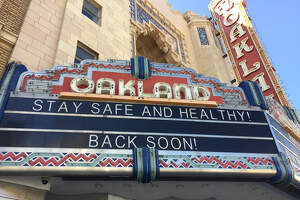 OAKLAND
OAKLAND
STAY SAFE AND HEALTHY!
BACK SOON!